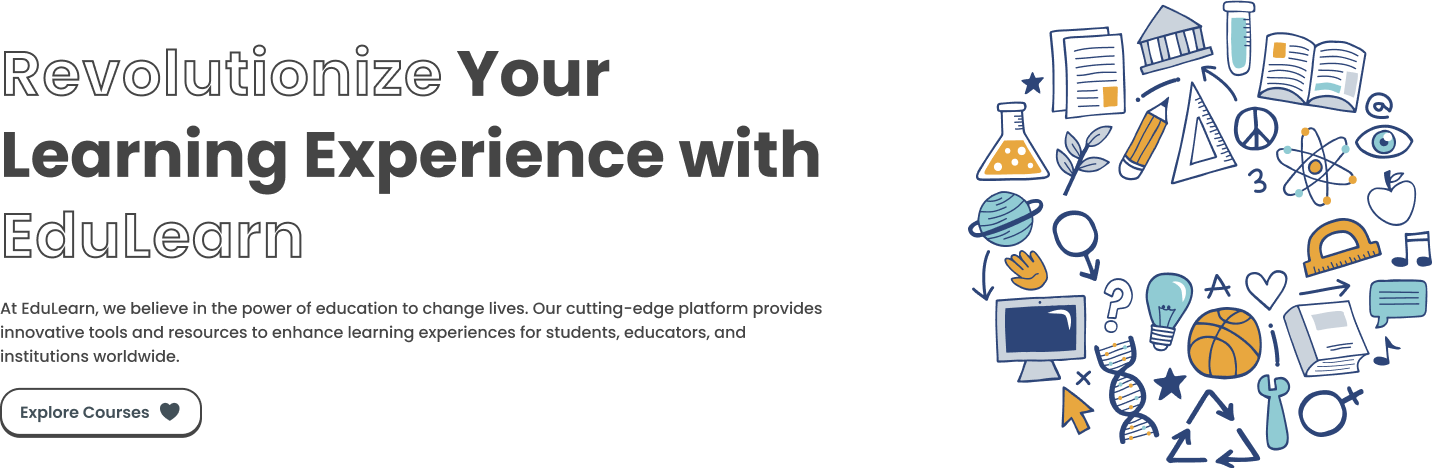 Revolutionize Your
Learning Experience with
EduLearn
At EduLearn, we believe in the power of education to change lives. Our cutting-edge platform provides
innovative tools and resources to enhance learning experiences for students, educators, and
institutions worldwide.
Explore Courses
@
3
?
A
i